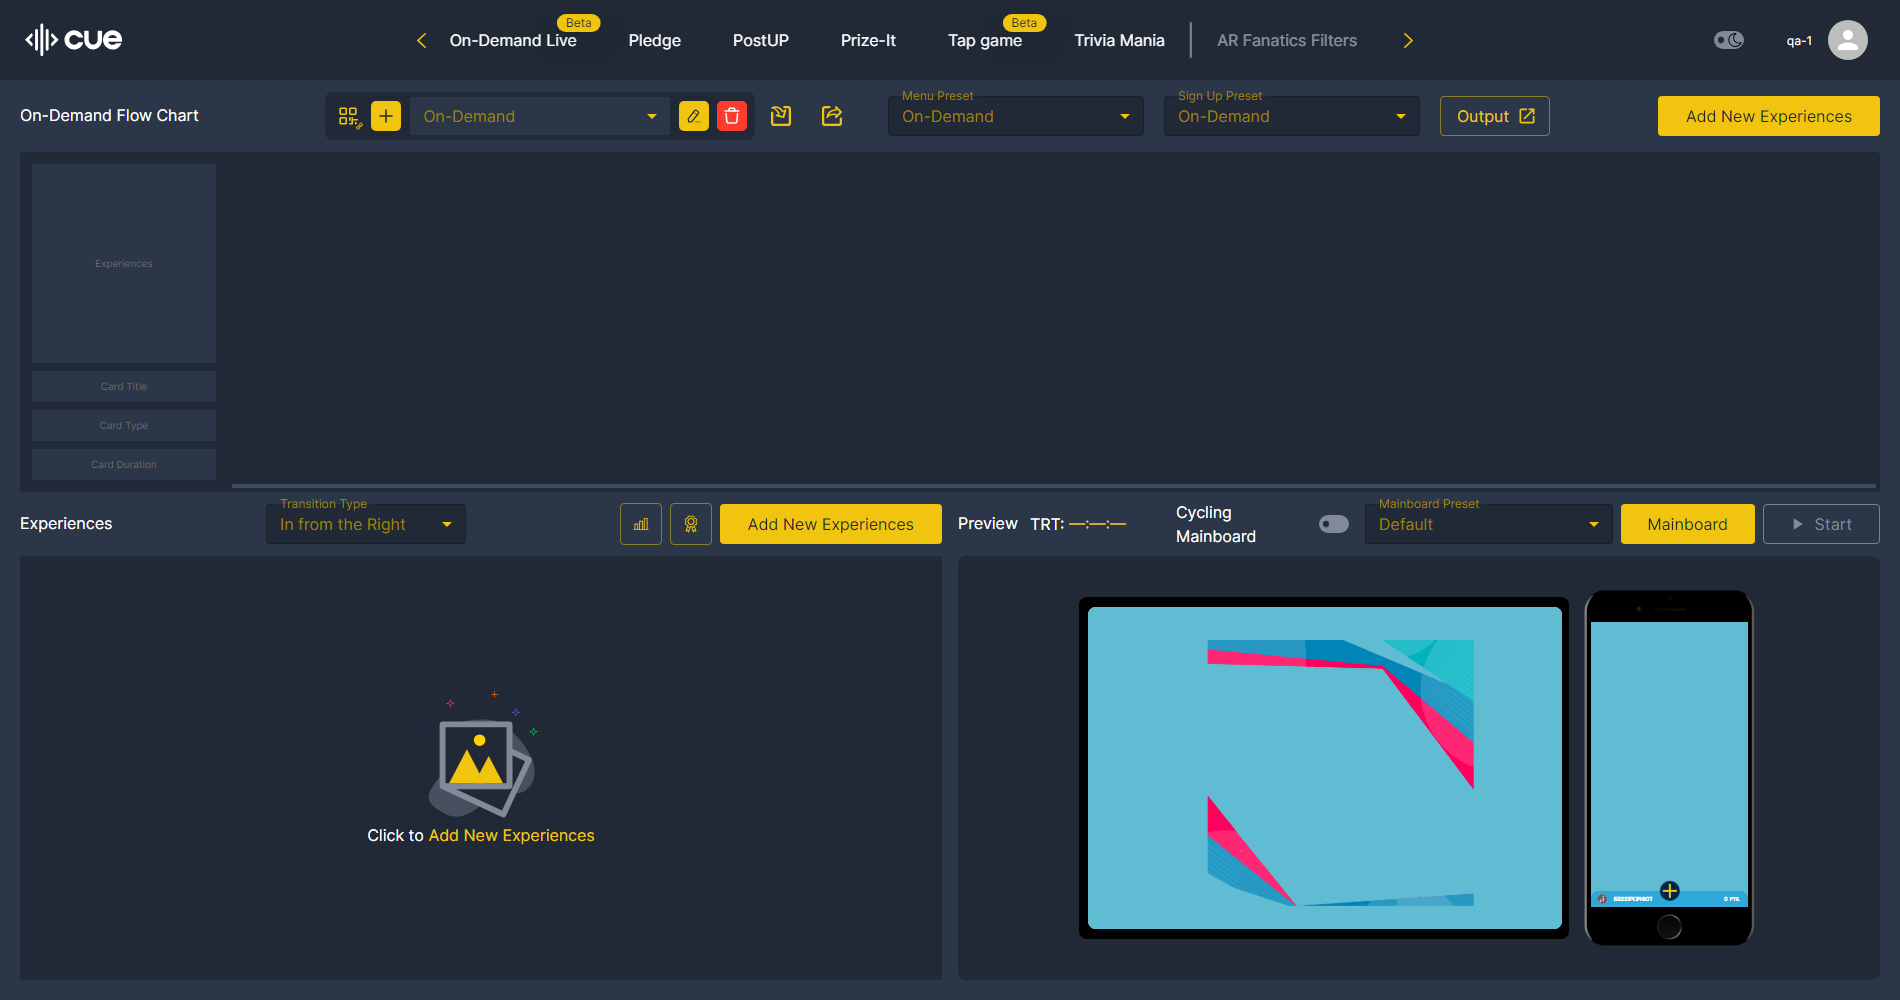 cue
Beta
Beta
On-Demand Live
Pledge
PostUP
Prize-It
Tap game
Trivia Mania
AR Fanatics Filters
qa-1
On-Demand Flow Chart
On-Demand
Menu Preset
On-Demand
Sign Up Preset
On-Demand
Output
Add New Experiences
Experiences
Card Title
Card Type
Card Duration
Experiences
Transition Type
In from the Right
Add New Experiences
Preview
TRT: —:—:—
Cycling
Mainboard
Mainboard Preset
Default
Mainboard
Start
Click to Add New Experiences
0 PTS.